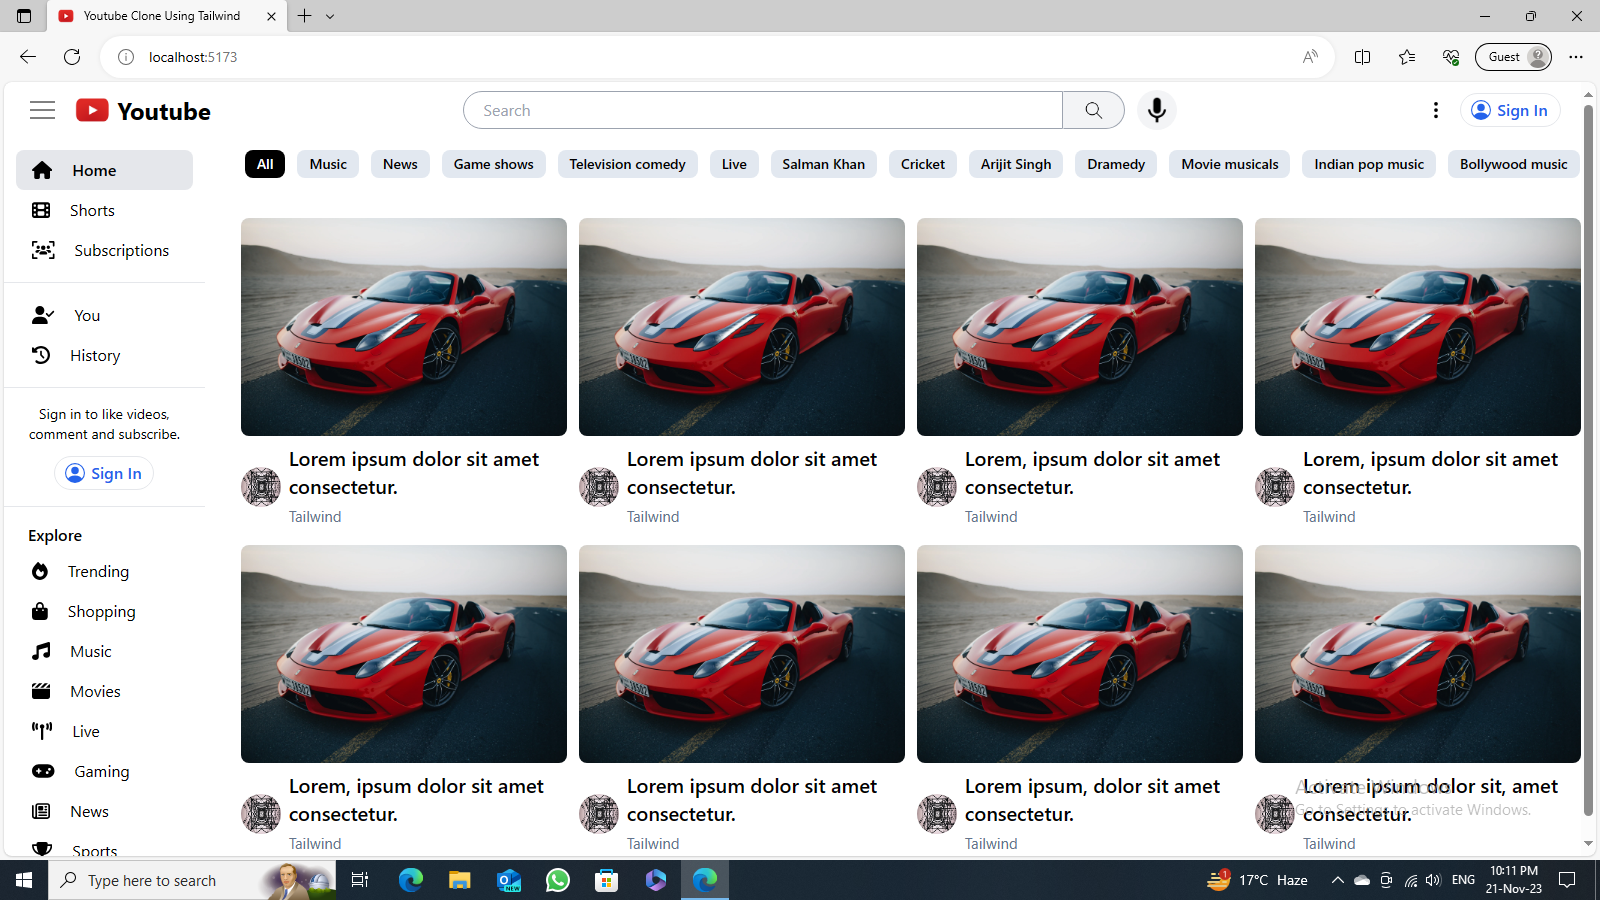 Youtube Clone Using Tailwind
localhost:5173
Guest
Youtube
Search
Sign In
Home
Shorts
Subscriptions
You
History
Sign in to like videos,
comment and subscribe.
Sign In
Explore
Trending
Shopping
Music
Movies
Live
Gaming
News
Sports
All Music News Game shows Television comedy Live Salman Khan Cricket Arijit Singh Dramedy Movie musicals Indian pop music Bollywood music
Lorem ipsum dolor sit amet
consectetur.
Tailwind
Lorem ipsum dolor sit amet
consectetur.
Tailwind
Lorem, ipsum dolor sit amet
consectetur.
Tailwind
Lorem, ipsum dolor sit amet
consectetur.
Tailwind
Lorem, ipsum dolor sit amet
consectetur.
Tailwind
Lorem ipsum dolor sit amet
consectetur.
Tailwind
Lorem ipsum, dolor sit amet
consectetur.
Tailwind
Lorem ipsum dolor sit, amet
consectetur.
Tailwind
Activate Windows
Go to Settings to activate Windows.
Type here to search
NEW
1
17°C Haze
ENG
10:11 PM
21-Nov-23